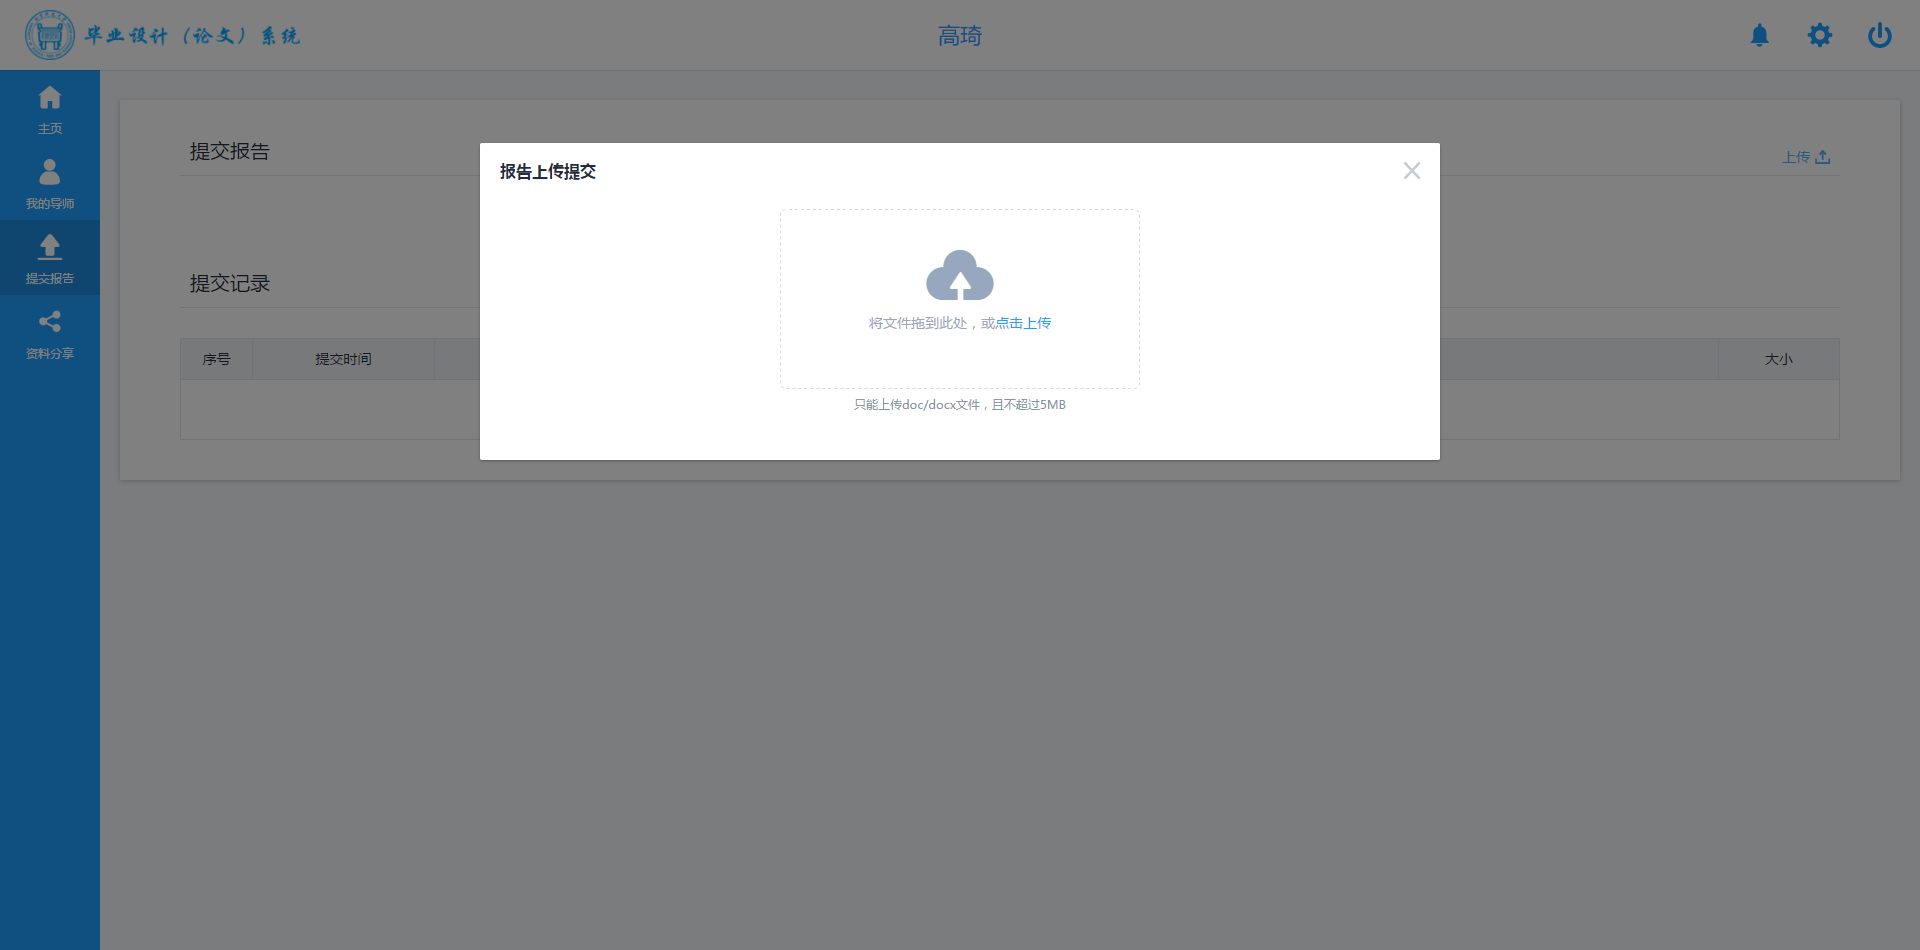 毕业设计（论文）系统
高琦
主页
我的导师
提交报告
资料分享
提交报告
上传
提交记录
序号
提交时间
大小
报告上传提交
将文件拖到此处，或点击上传
只能上传doc/docx文件，且不超过5MB